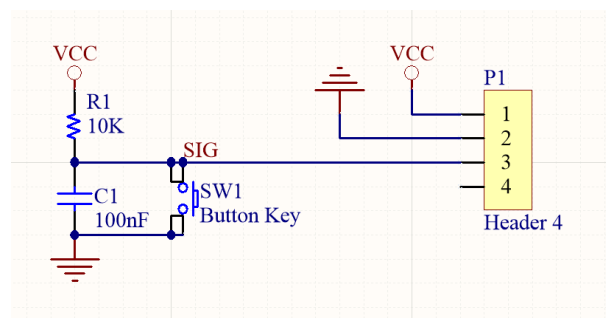 VCC
R1
10K
SIG
C1
100nF
SW1
Button Key
VCC
P1
1
2
3
4
Header 4